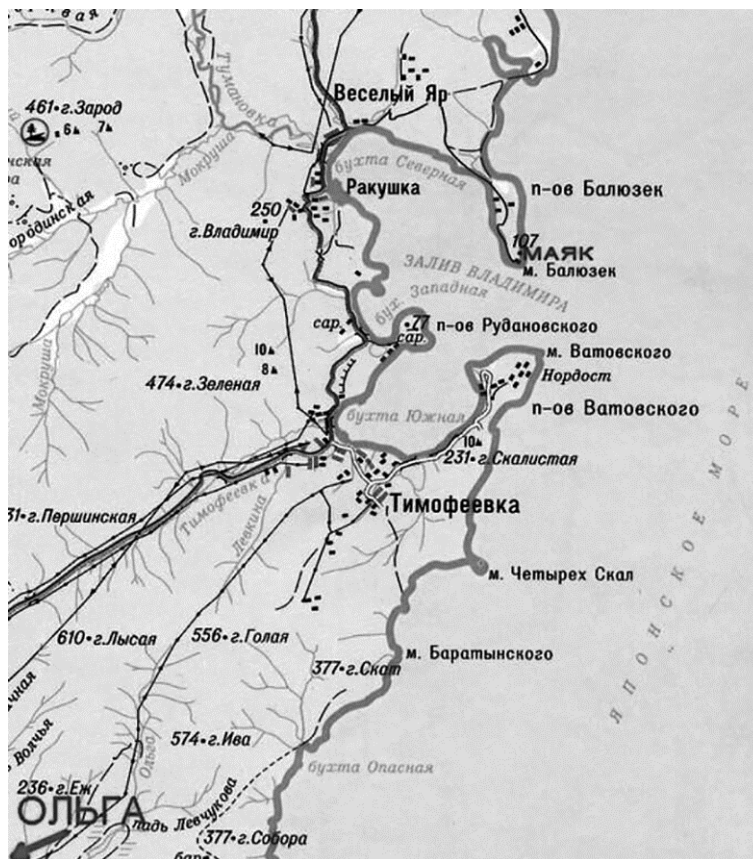 Тумановка
Веселый Яр
461 г. Зарод
6
7
Мокруша
бухта Северная
Ракушка
п-ов Балюзек
250
г. Владимир
107
МАЯК
м. Балюзек
ЗАЛИВ ВЛАДИМИРА
бух. Западная
77
п-ов Рудановского
сар.
сар.
м. Ватовского
10
8
Нордост
474 г. Зеленая
Мокруша
п-ов Ватовского
бухта Южная
10
231 г. Скалистая
Тимофеевка
Тимофеевка
Левкина
31 г. Першинская
м. Четырех Скал
ЯПОНСКОЕ МОРЕ
610 г. Лысая
556 г. Голая
м. Баратынского
377 г. Скат
574 г. Ива
Волчья
Ольга
бухта Опасная
236 г. Еж
ОЛЬГА
падь Левчукова
377 г. Собора